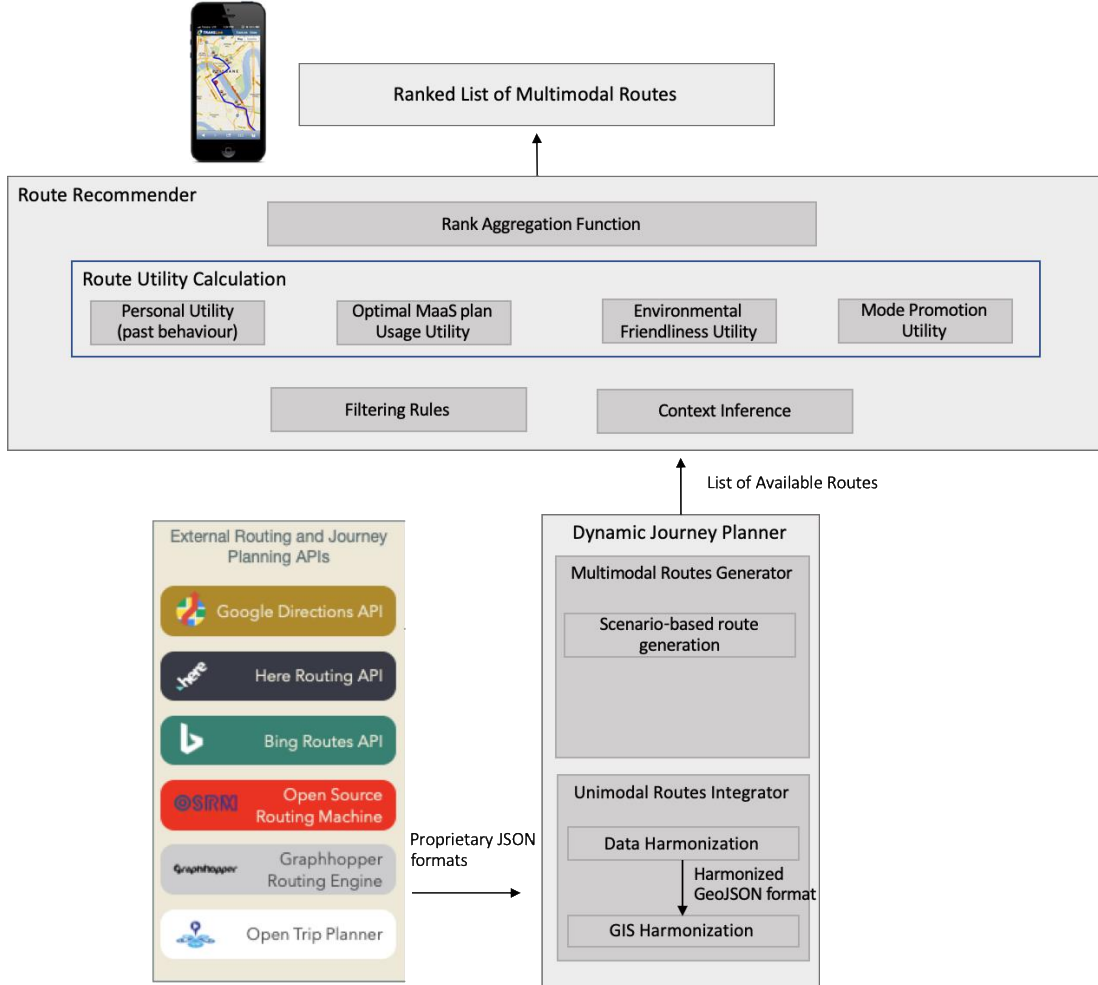 Ranked List of Multimodal Routes
Route Recommender
Rank Aggregation Function
Route Utility Calculation
Personal Utility
(past behaviour)
Optimal MaaS plan
Usage Utility
Environmental
Friendliness Utility
Mode Promotion
Utility
Filtering Rules
Context Inference
List of Available Routes
External Routing and Journey
Planning APIs
Google Directions API
here
Here Routing API
Bing Routes API
OSRM
Open Source
Routing Machine
Graphhopper
Graphhopper
Routing Engine
Open Trip Planner
Proprietary JSON
formats
Dynamic Journey Planner
Multimodal Routes Generator
Scenario-based route
generation
Unimodal Routes Integrator
Data Harmonization
Harmonized
GeoJSON format
GIS Harmonization